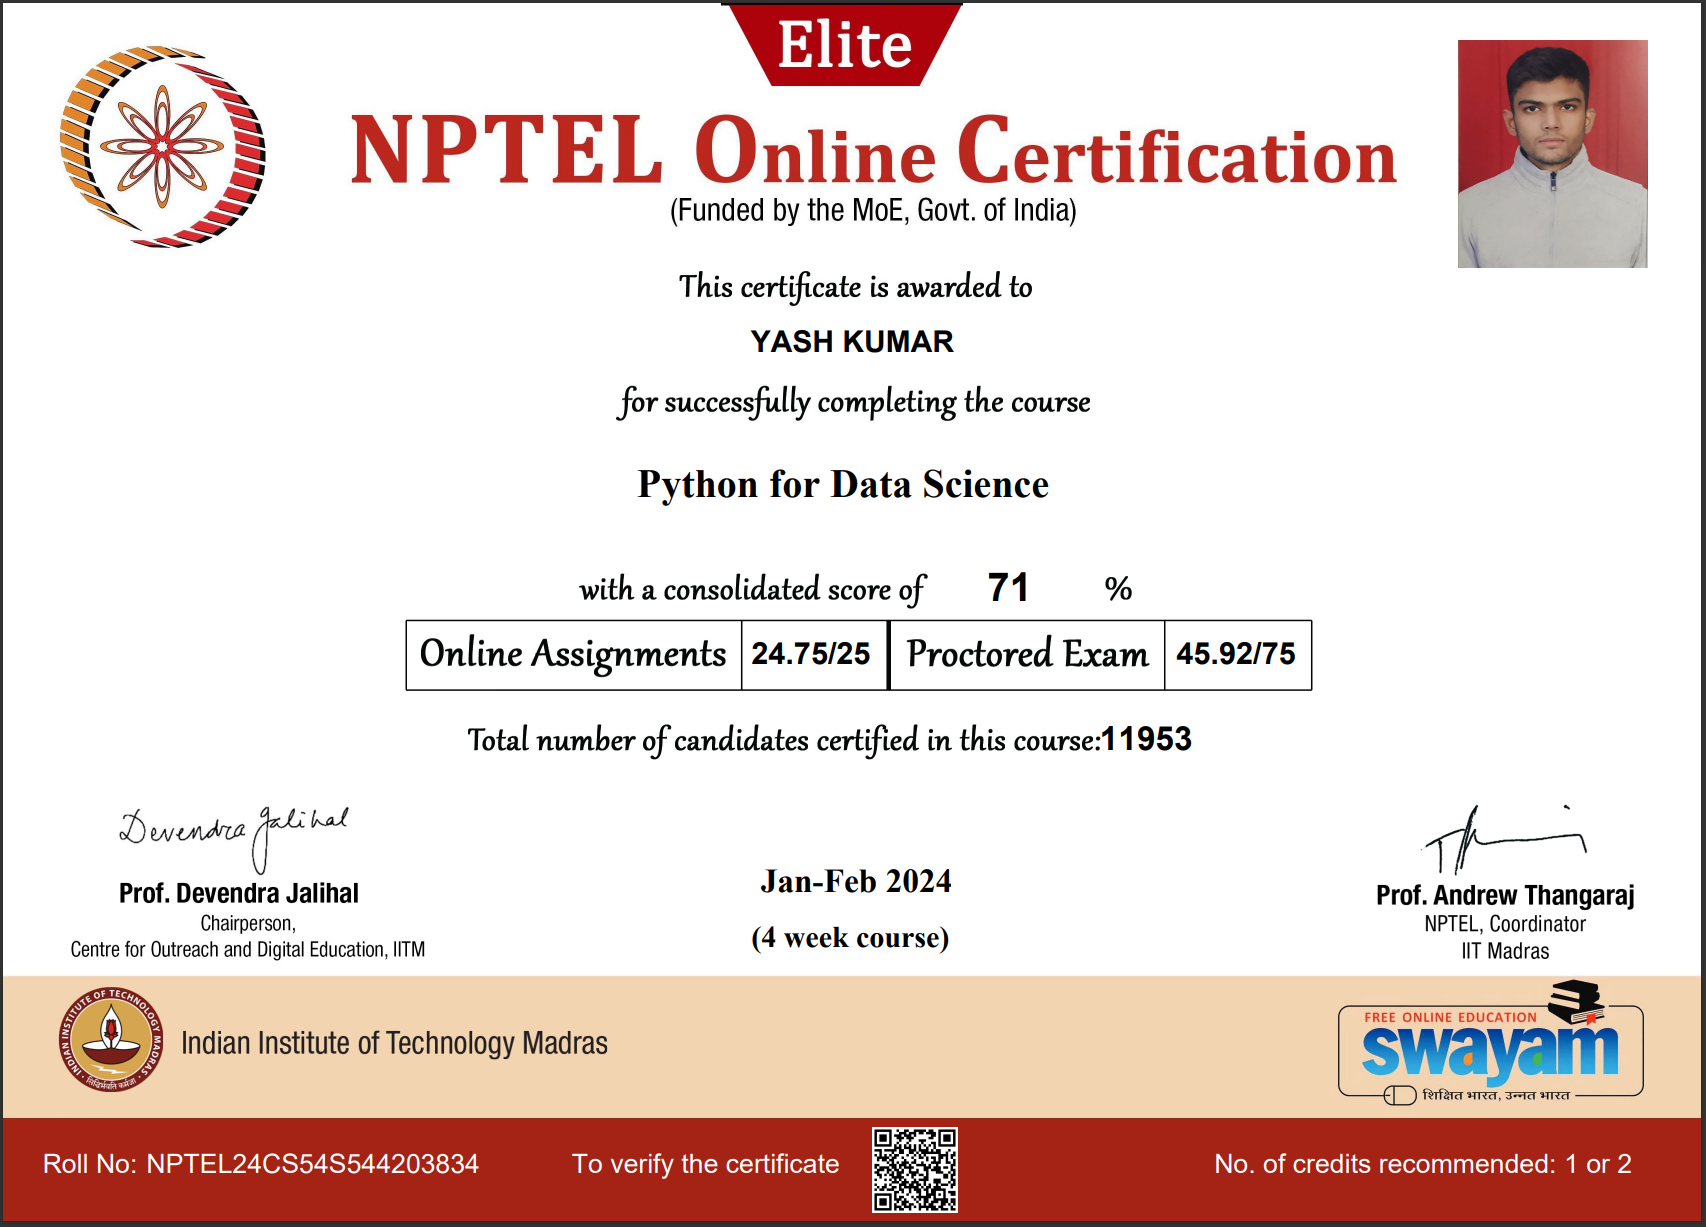 Elite
NPTEL Online Certification
(Funded by the MoE, Govt. of India)
This certificate is awarded to
YASH KUMAR
for successfully completing the course
Python for Data Science
with a consolidated score of 71 %
Online Assignments 24.75/25 Proctored Exam 45.92/75
Total number of candidates certified in this course:11953
Devendra Jalihal
Prof. Devendra Jalihal
Chairperson,
Centre for Outreach and Digital Education, IITM
Jan-Feb 2024
(4 week course)
Prof. Andrew Thangaraj
NPTEL, Coordinator
IIT Madras
INDIAN INSTITUTE OF TECHNOLOGY MADRAS
सिद्धिर्भवति कर्मजा
Indian Institute of Technology Madras
FREE ONLINE EDUCATION
swayam
शिक्षित भारत, उन्नत भारत
Roll No: NPTEL24CS54S544203834
To verify the certificate
No. of credits recommended: 1 or 2